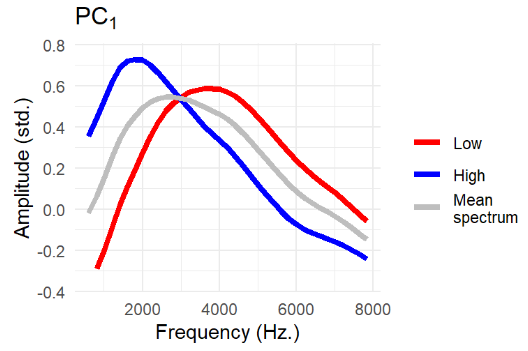 PC₁
0.8
0.6
0.4
0.2
0.0
-0.2
-0.4
Amplitude (std.)
2000 4000 6000 8000
Frequency (Hz.)
Low
High
Mean
spectrum